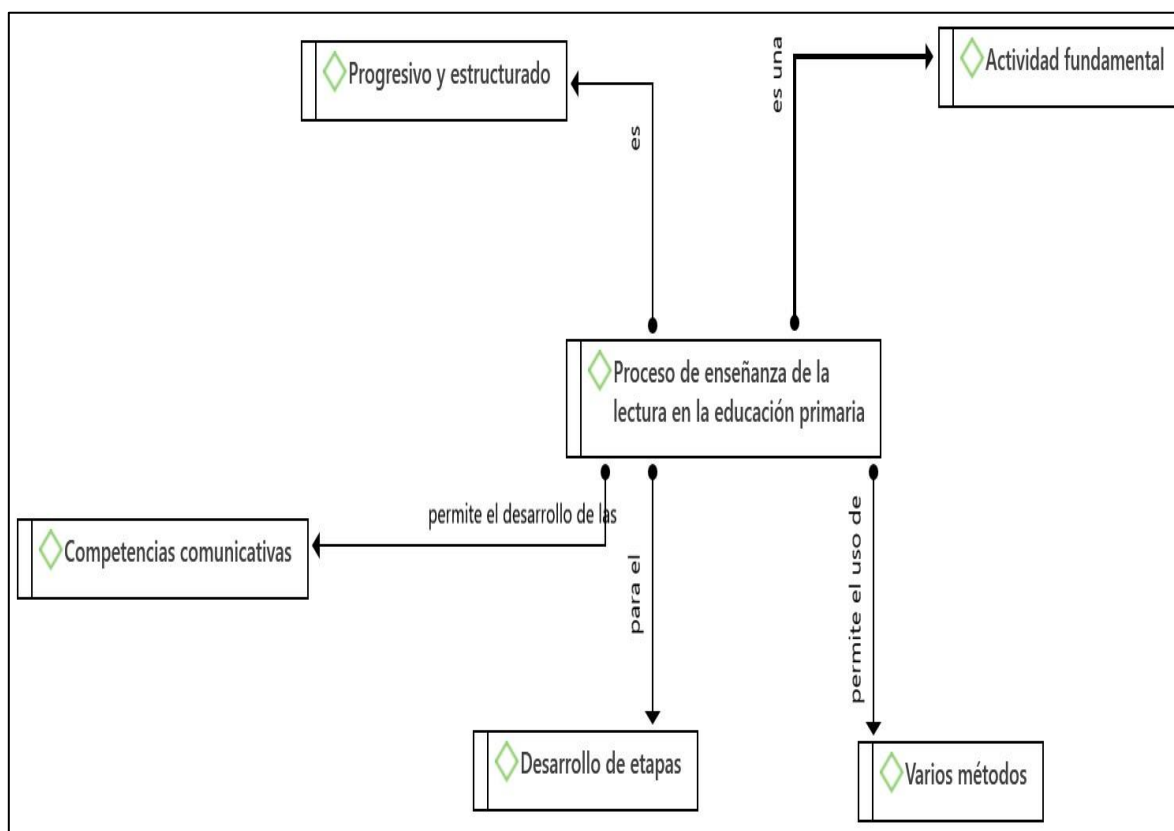 Progresivo y estructurado
es una
Actividad fundamental
es
Proceso de enseñanza de la
lectura en la educación primaria
permite el desarrollo de las
Competencias comunicativas
para el
permite el uso de
Desarrollo de etapas
Varios métodos